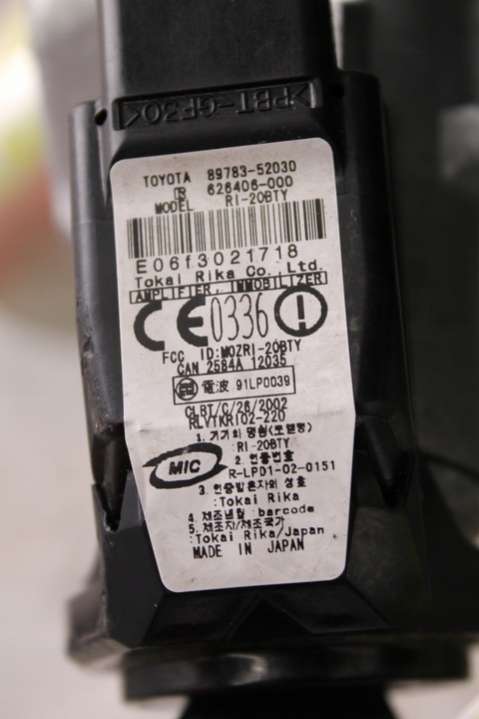 >PBT-GF30<
TOYOTA 89783-52030
R 626406-000
MODEL RI-20BTY
E06f3021718
Tokai Rika Co., Ltd.
AMPLIFIER, IMMOBILIZER
CE0336
FCC ID:MOZRI-20BTY
CAN 2584A 12035
電波 91LP0039
CLBT/C/26/2002
RLVTKRI02-220
1. 기기의 명칭(모델명)
:RI-20BTY
MIC
2. 인증번호
R-LPD1-02-0151
3. 인증받은자의 상호
:Tokai Rika
4. 제조년월:barcode
5. 제조자/제조국가
:Tokai Rika/Japan
MADE IN JAPAN